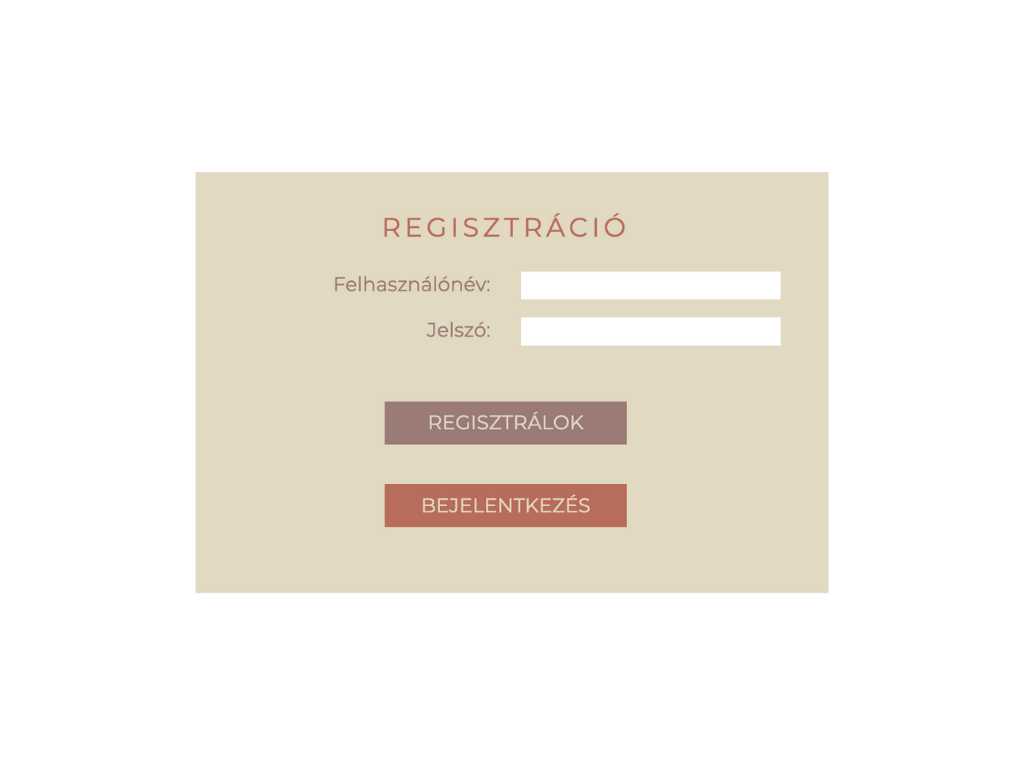 REGISZTRÁCIÓ
Felhasználónév:
Jelszó:
REGISZTRÁLOK
BEJELENTKEZÉS